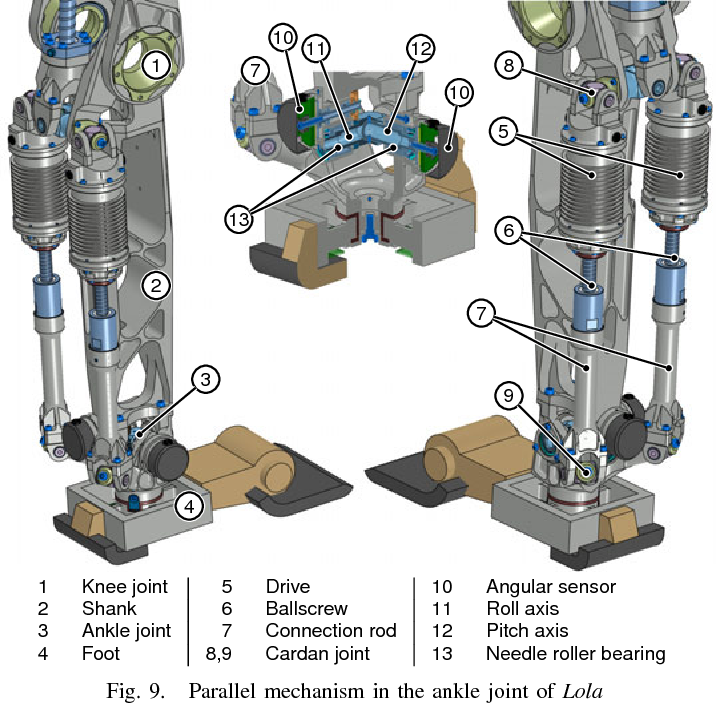 10
11
12
7
10
13
1
2
3
4
8
5
6
7
9
1 Knee joint
2 Shank
3 Ankle joint
4 Foot
5 Drive
6 Ballscrew
7 Connection rod
8,9 Cardan joint
10 Angular sensor
11 Roll axis
12 Pitch axis
13 Needle roller bearing
Fig. 9. Parallel mechanism in the ankle joint of Lola